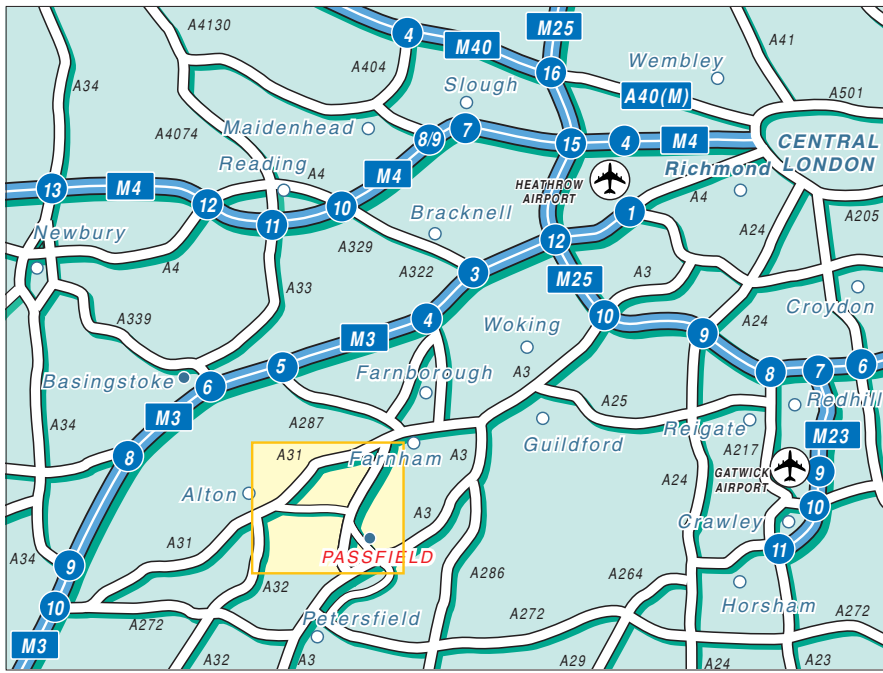 A4130
4
M40
M25
A41
A34
A404
16
Wembley
Slough
A40(M)
A501
A4074
Maidenhead
8/9
7
15
4
M4
CENTRAL
LONDON
Reading
A4
M4
HEATHROW
AIRPORT
Richmond
13
M4
12
10
11
Bracknell
1
A4
A24
A205
Newbury
A329
12
A4
A322
3
M25
A3
A33
Croydon
A339
4
10
Woking
9
A24
M3
5
Basingstoke
6
Farnborough
A3
8
7
6
Redhill
A34
M3
A287
A25
Reigate
Guildford
A217
M23
8
A31
Farnham
A3
A24
GATWICK
AIRPORT
9
Alton
A3
10
Crawley
A31
PASSFIELD
11
A34
9
A32
A286
A264
Horsham
10
A272
Petersfield
A272
A272
M3
A32
A3
A29
A24
A23